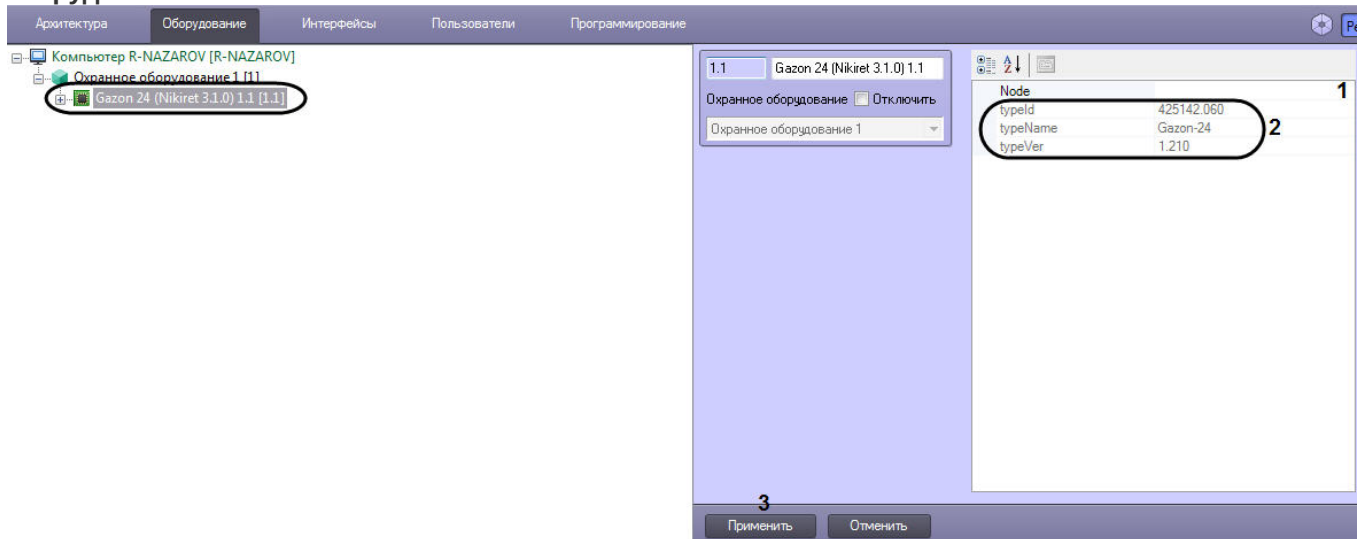 Архитектура Оборудование Интерфейсы Пользователи Программирование
Компьютер R-NAZAROV [R-NAZAROV]
Охранное оборудование 1 [1]
Gazon 24 (Nikiret 3.1.0) 1.1 [1.1]
1.1 Gazon 24 (Nikiret 3.1.0) 1.1
Охранное оборудование Отключить
Охранное оборудование 1
Node 1
typeId 425142.060
typeName Gazon-24 2
typeVer 1.210
3
Применить Отменить